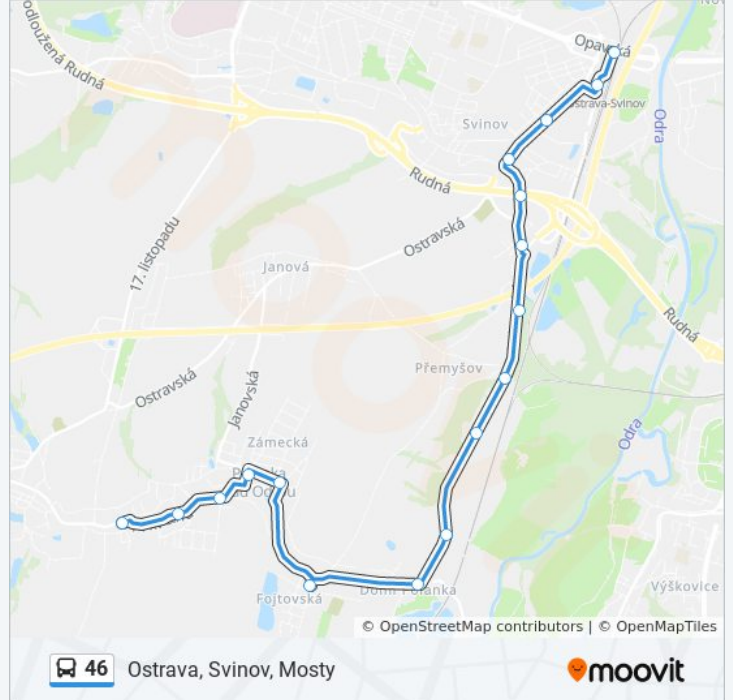 Opavská
odloužená Rudná
Ostrava-Svinov
Svinov
Odra
Rudná
Ostravská
17. listopadu
Janová
Rudná
Přemyšov
Ostravská
Janovská
Zámecká
Odra
Fojtovská
Dolní Polanka
Výškovice
© OpenStreetMap contributors | © OpenMapTiles
46 Ostrava, Svinov, Mosty
moovit